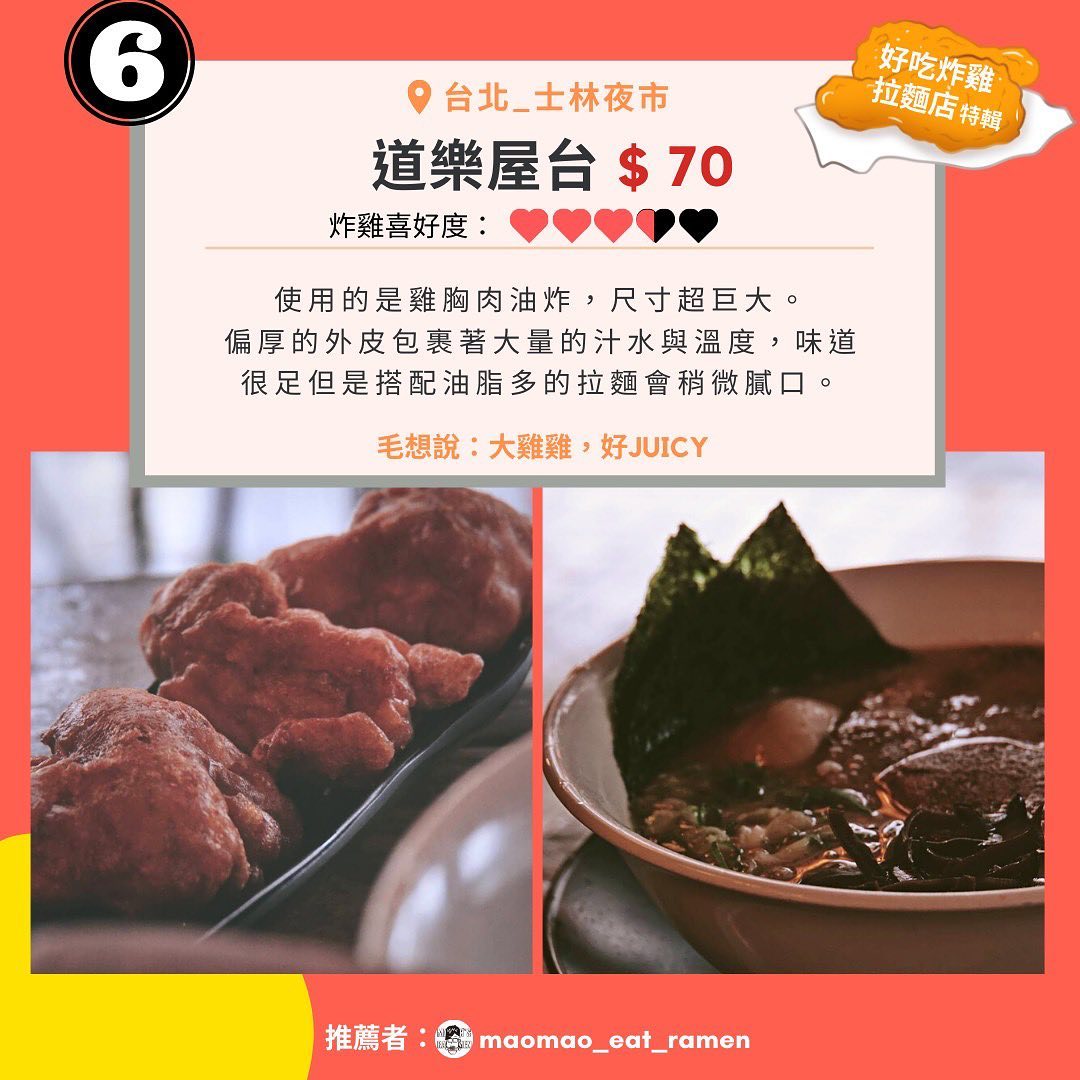 6
好吃炸雞
拉麵店 特輯
台北_士林夜市
道樂屋台 $ 70
炸雞喜好度：
使用的是雞胸肉油炸，尺寸超巨大。
偏厚的外皮包裹著大量的汁水與溫度，味道
很足但是搭配油脂多的拉麵會稍微膩口。
毛想說：大雞雞，好JUICY
推薦者： maomao_eat_ramen